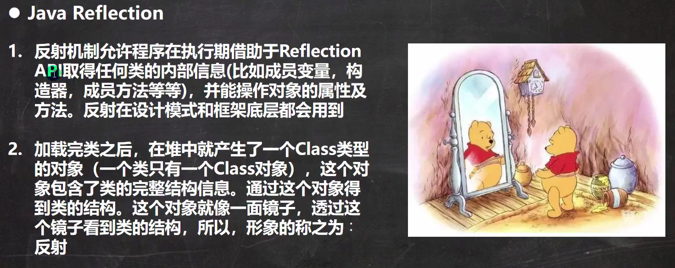 ● Java Reflection
1. 反射机制允许程序在执行期借助于Reflection
API取得任何类的内部信息(比如成员变量，构
造器，成员方法等等)，并能操作对象的属性及
方法。反射在设计模式和框架底层都会用到
2. 加载完类之后，在堆中就产生了一个Class类型
的对象（一个类只有一个Class对象），这个对
象包含了类的完整结构信息。通过这个对象得
到类的结构。这个对象就像一面镜子，透过这
个镜子看到类的结构，所以，形象的称之为：
反射